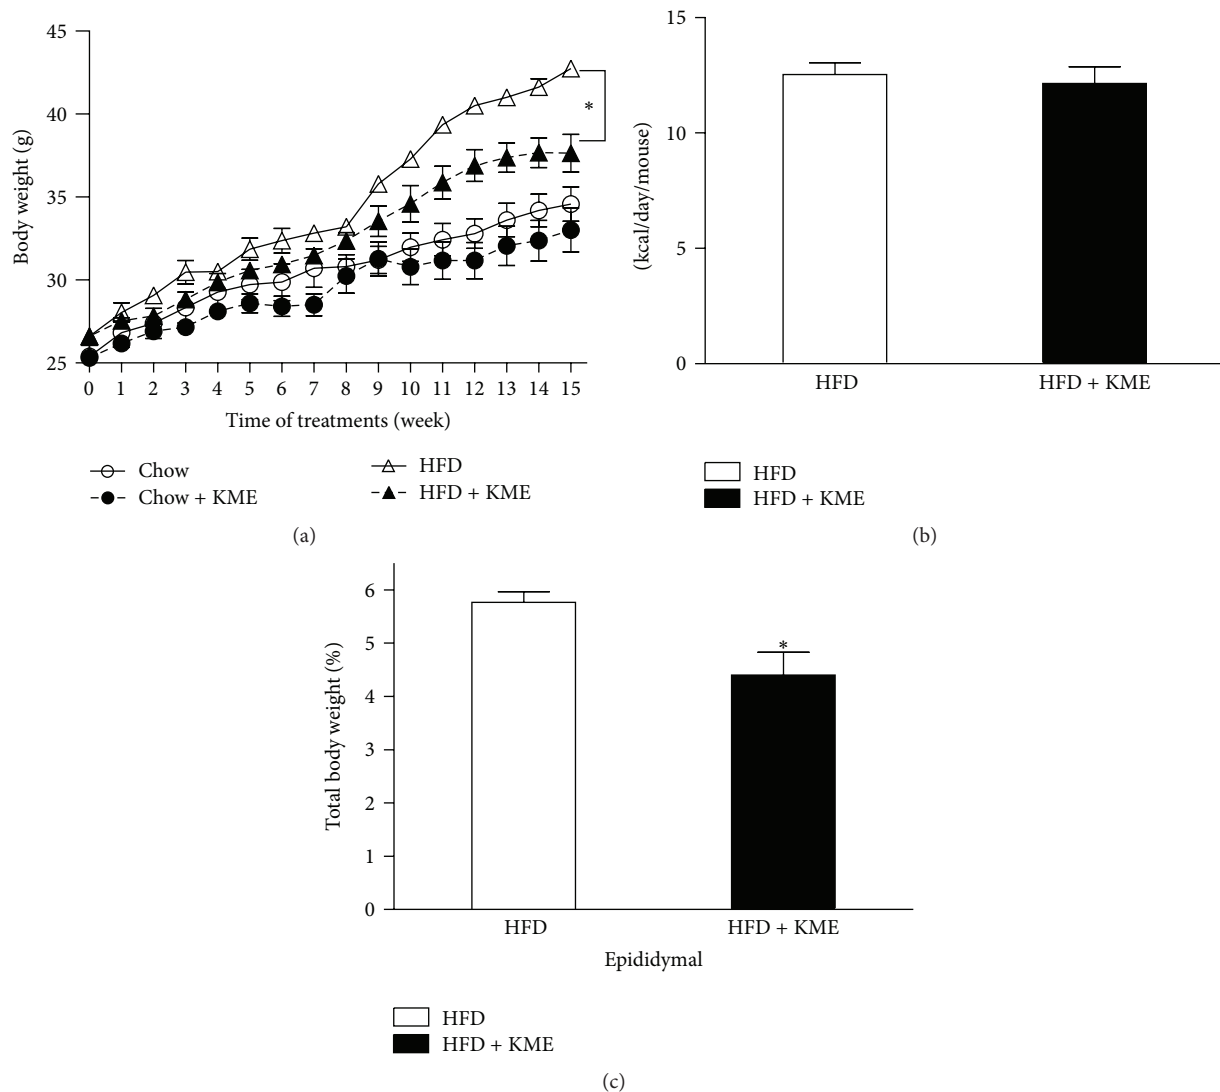 45
40
35
30
25
Body weight (g)
*
0 1 2 3 4 5 6 7 8 9 10 11 12 13 14 15
Time of treatments (week)
Chow
Chow + KME
HFD
HFD + KME
(a)
15
10
5
0
(kcal/day/mouse)
HFD HFD + KME
HFD
HFD + KME
(b)
6
5
4
3
2
1
0
Total body weight (%)
*
HFD HFD + KME
Epididymal
HFD
HFD + KME
(c)